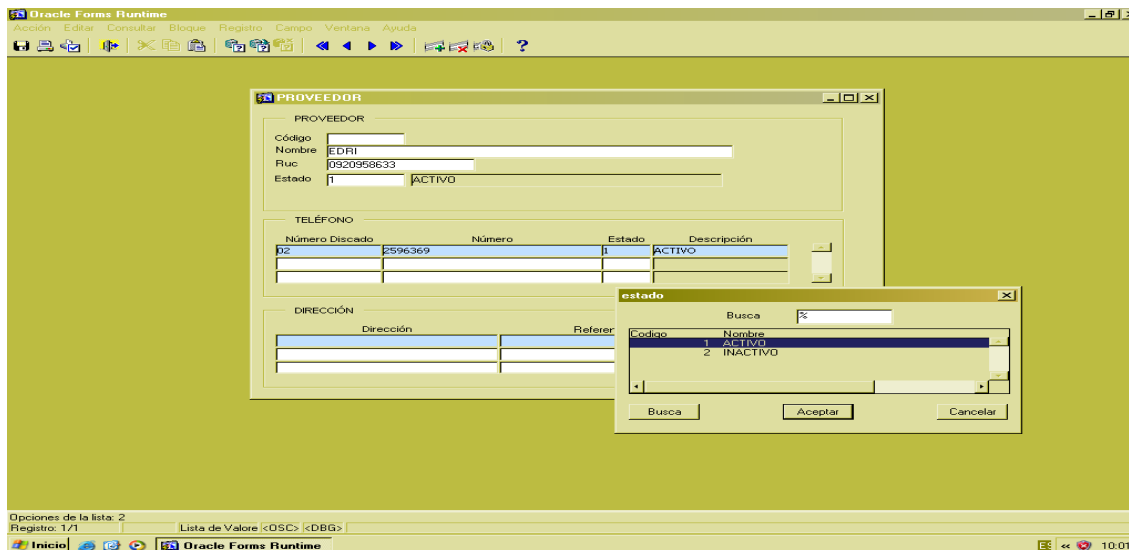 Oracle Forms Runtime
Acción Editar Consultar Bloque Registro Campo Ventana Ayuda
PROVEEDOR
PROVEEDOR
Código
Nombre EDRI
Ruc 0920958633
Estado 1 ACTIVO
TELÉFONO
Número Discado Número Estado Descripción
02 2596369 1 ACTIVO
DIRECCIÓN
Dirección Referen
estado
Busca %
Codigo Nombre
1 ACTIVO
2 INACTIVO
Busca Aceptar Cancelar
Opciones de la lista: 2
Registro: 1/1 Lista de Valore <OSC> <DBG>
Inicio Oracle Forms Runtime ES « 10:01